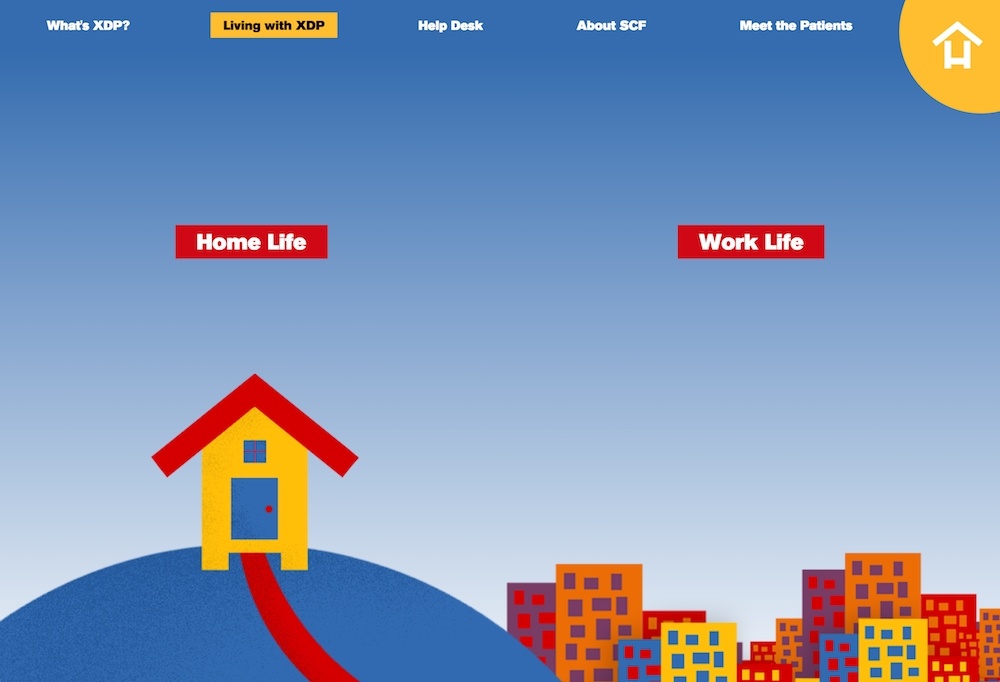 What's XDP?
Living with XDP
Help Desk
About SCF
Meet the Patients
Home Life
Work Life